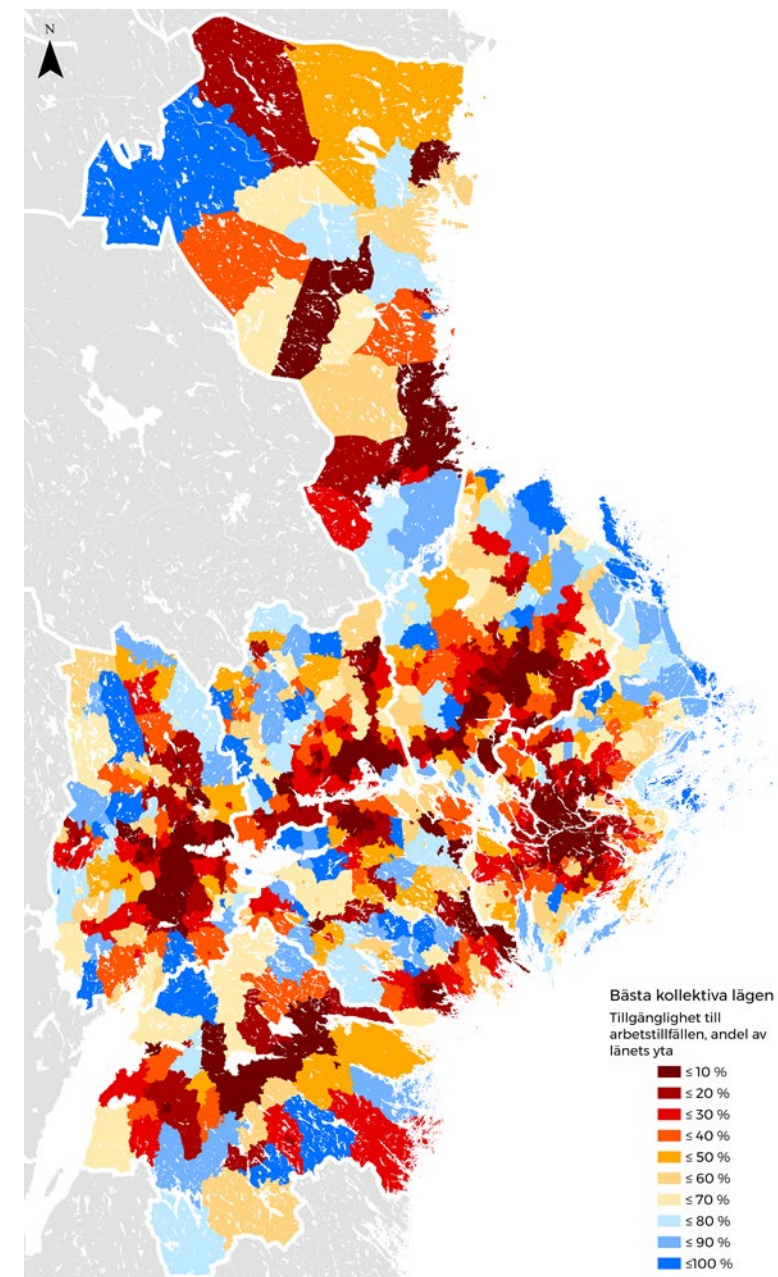 N
Bästa kollektiva lägen
Tillgänglighet till
arbetstillfällen, andel av
länets yta
≤ 10 %
≤ 20 %
≤ 30 %
≤ 40 %
≤ 50 %
≤ 60 %
≤ 70 %
≤ 80 %
≤ 90 %
≤100 %